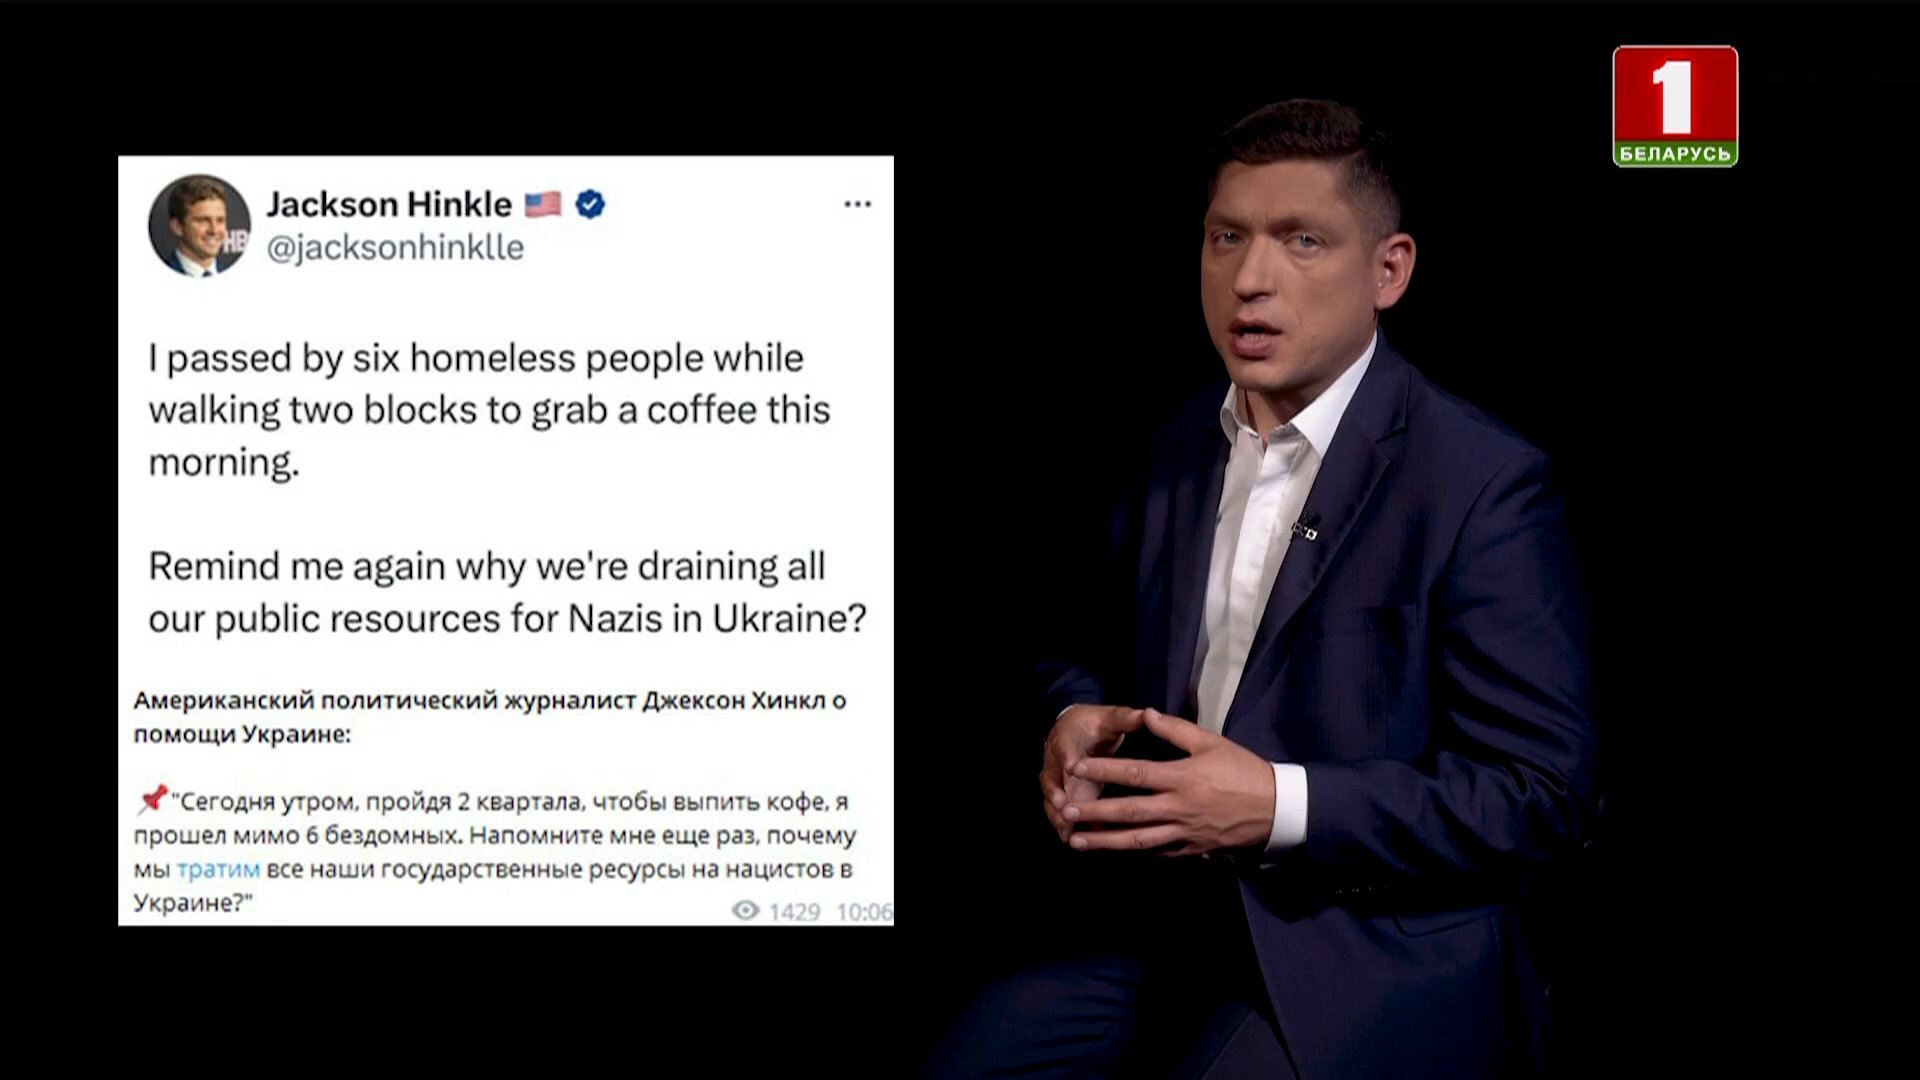 Jackson Hinkle
@jacksonhinklle
I passed by six homeless people while
walking two blocks to grab a coffee this
morning.
Remind me again why we're draining all
our public resources for Nazis in Ukraine?
Американский политический журналист Джексон Хинкл о
помощи Украине:
"Сегодня утром, пройдя 2 квартала, чтобы выпить кофе, я
прошел мимо 6 бездомных. Напомните мне еще раз, почему
мы тратим все наши государственные ресурсы на нацистов в
Украине?"
1429 10:06
1
БЕЛАРУСЬ